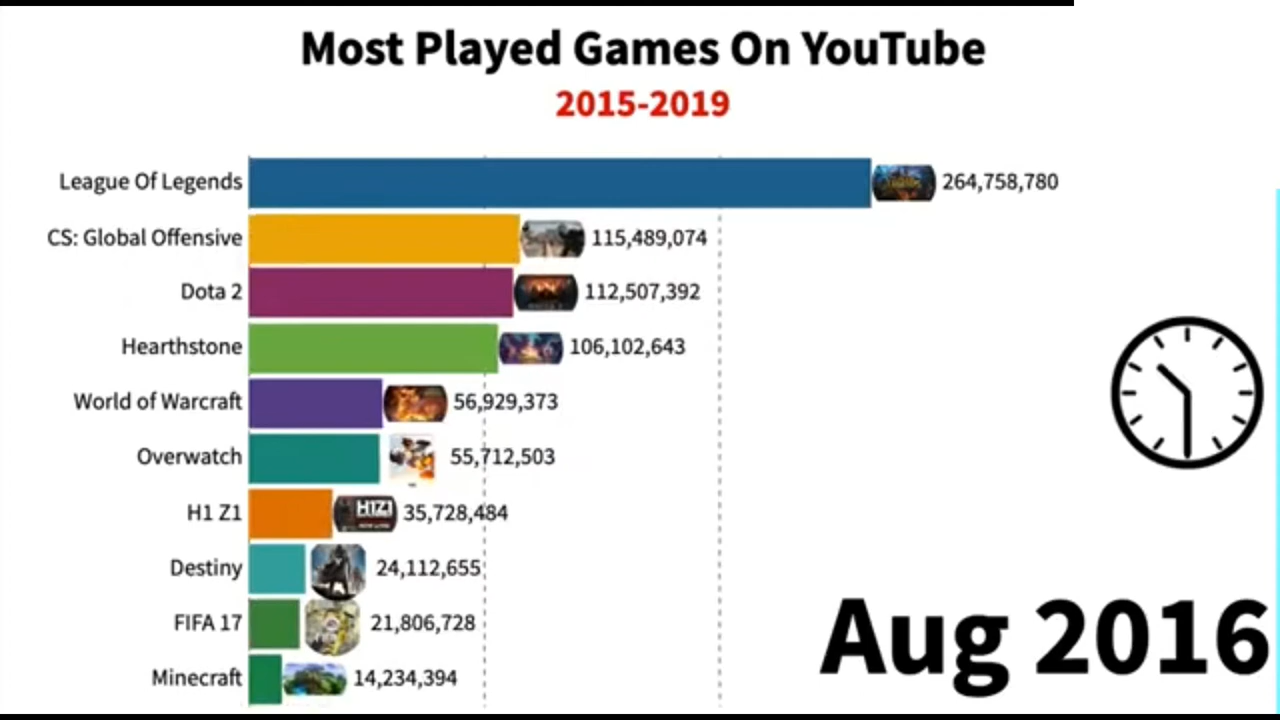 Most Played Games On YouTube
2015-2019
League Of Legends 264,758,780
CS: Global Offensive 115,489,074
Dota 2 112,507,392
Hearthstone 106,102,643
World of Warcraft 56,929,373
Overwatch 55,712,503
H1 Z1 H1Z1 35,728,484
Destiny 24,112,655
FIFA 17 21,806,728
Minecraft 14,234,394
Aug 2016